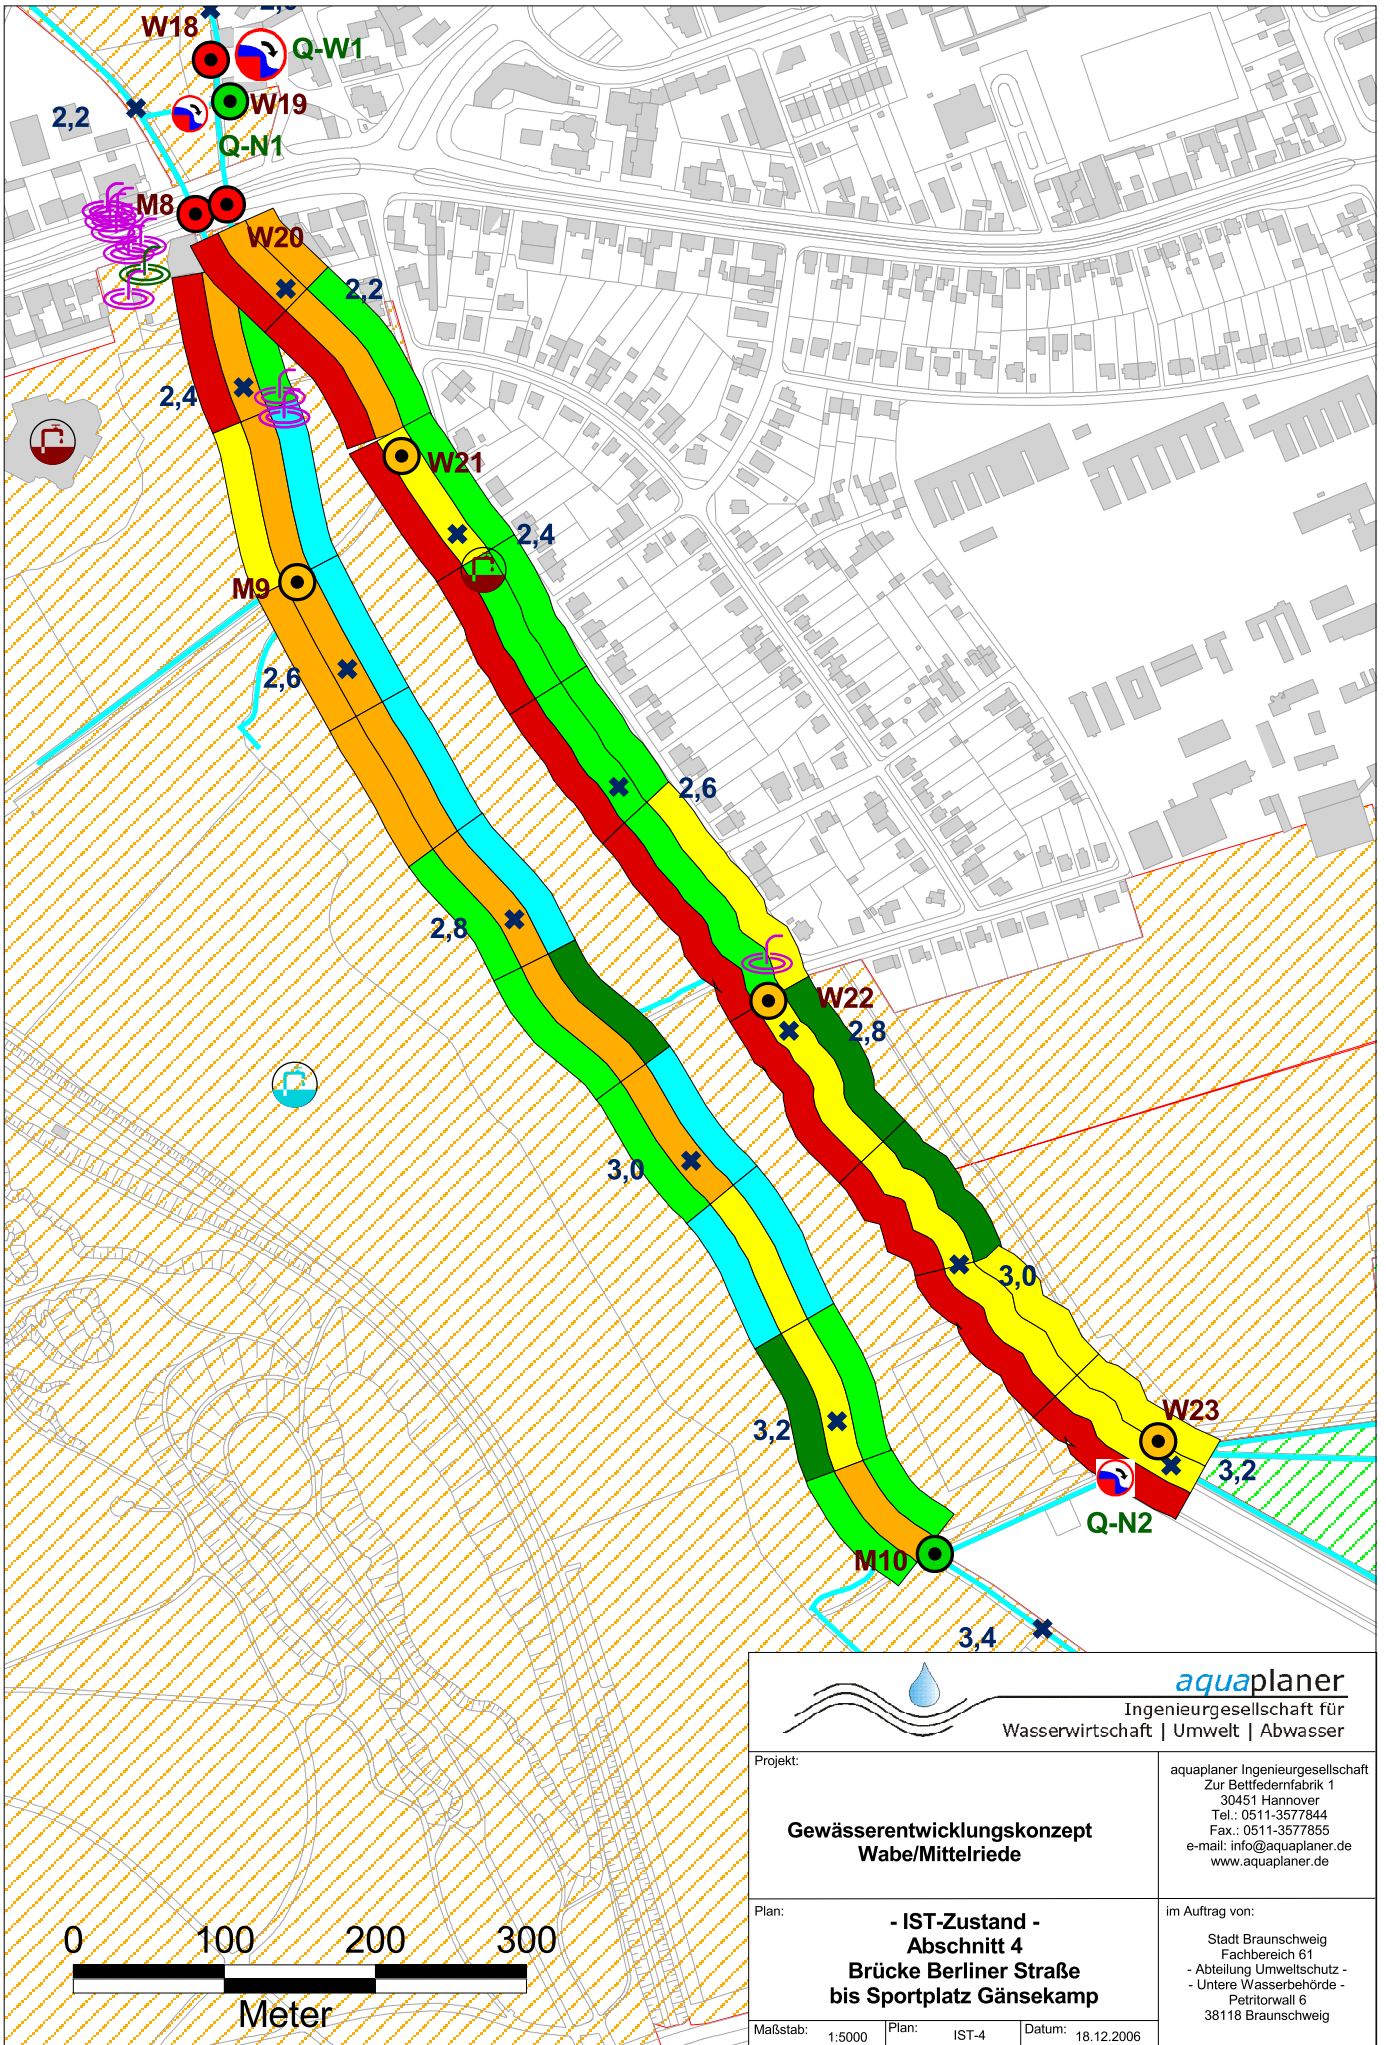 W18
Q-W1
2,2
W19
Q-N1
M8
W20
2,2
2,4
W21
2,4
M9
2,6
2,6
2,8
W22
2,8
3,0
3,0
3,2
W23
3,2
Q-N2
M10
3,4
0 100 200 300
Meter
aquaplaner
Ingenieurgesellschaft für
Wasserwirtschaft | Umwelt | Abwasser
Projekt:
Gewässerentwicklungskonzept
Wabe/Mittelriede
aquaplaner Ingenieurgesellschaft
Zur Bettfedernfabrik 1
30451 Hannover
Tel.: 0511-3577844
Fax.: 0511-3577855
e-mail: info@aquaplaner.de
www.aquaplaner.de
Plan:
- IST-Zustand -
Abschnitt 4
Brücke Berliner Straße
bis Sportplatz Gänsekamp
im Auftrag von:
Stadt Braunschweig
Fachbereich 61
- Abteilung Umweltschutz -
- Untere Wasserbehörde -
Petritorwall 6
38118 Braunschweig
Maßstab: 1:5000 Plan: IST-4 Datum: 18.12.2006